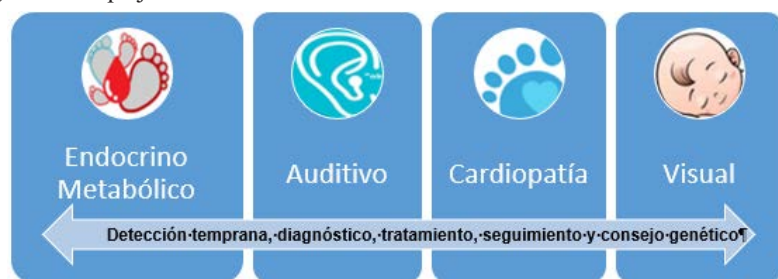 Endocrino
Metabólico
Auditivo
Cardiopatía
Visual
Detección·temprana,·diagnóstico,·tratamiento,·seguimiento·y·consejo·genético¶